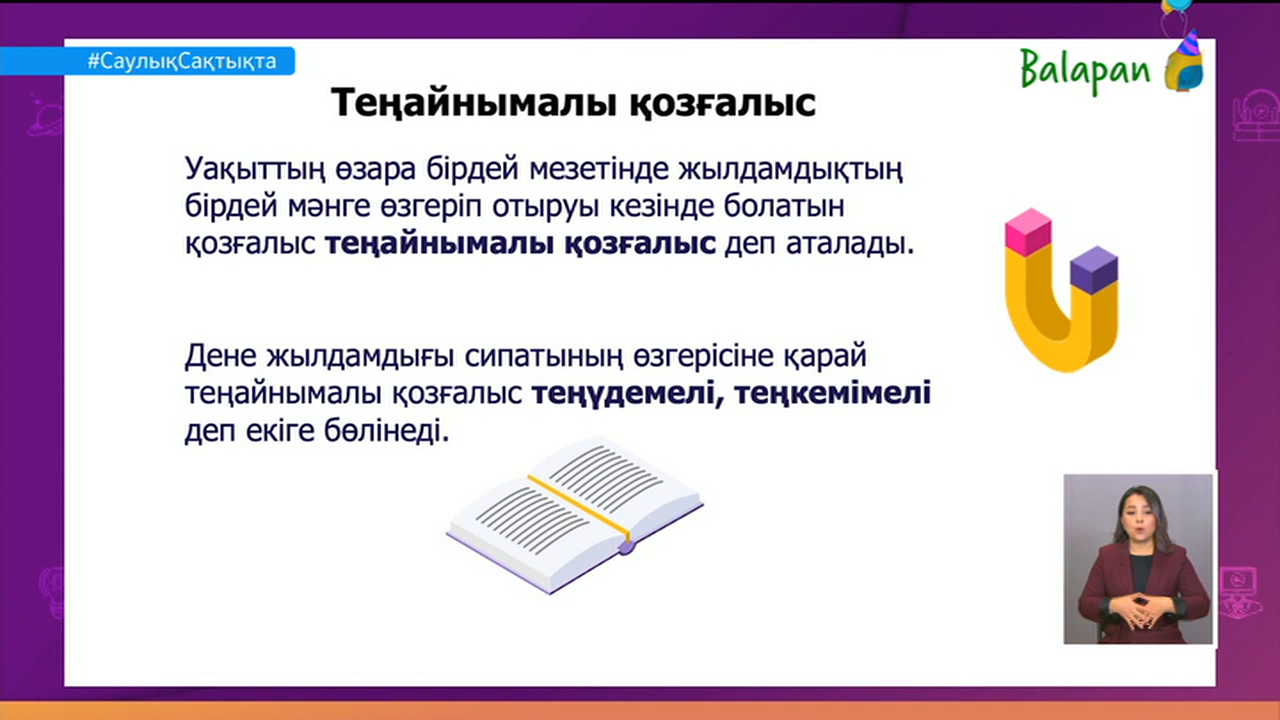 #СаулықСақтықта
Balapan
Теңайнымалы қозғалыс
Уақыттың өзара бірдей мезетінде жылдамдықтың
бірдей мәнге өзгеріп отыруы кезінде болатын
қозғалыс теңайнымалы қозғалыс деп аталады.
Дене жылдамдығы сипатының өзгерісіне қарай
теңайнымалы қозғалыс теңүдемелі, теңкемімелі
деп екіге бөлінеді.